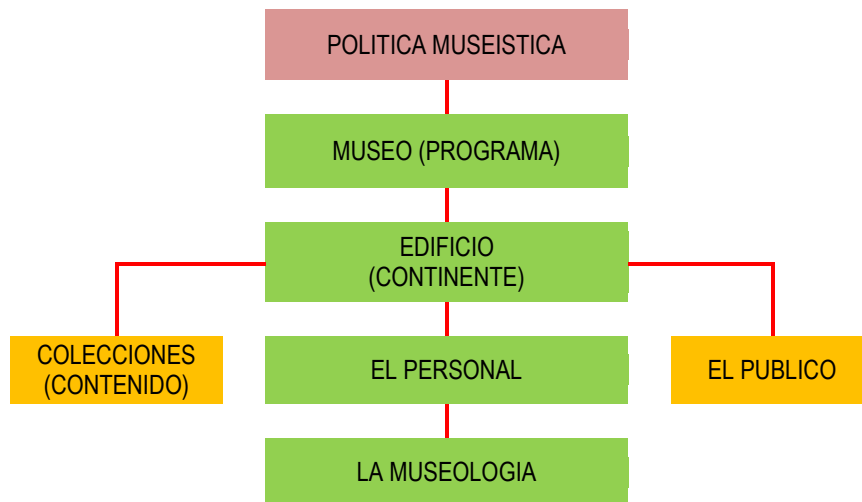 POLITICA MUSEISTICA
MUSEO (PROGRAMA)
EDIFICIO
(CONTINENTE)
COLECCIONES
(CONTENIDO)
EL PERSONAL
EL PUBLICO
LA MUSEOLOGIA